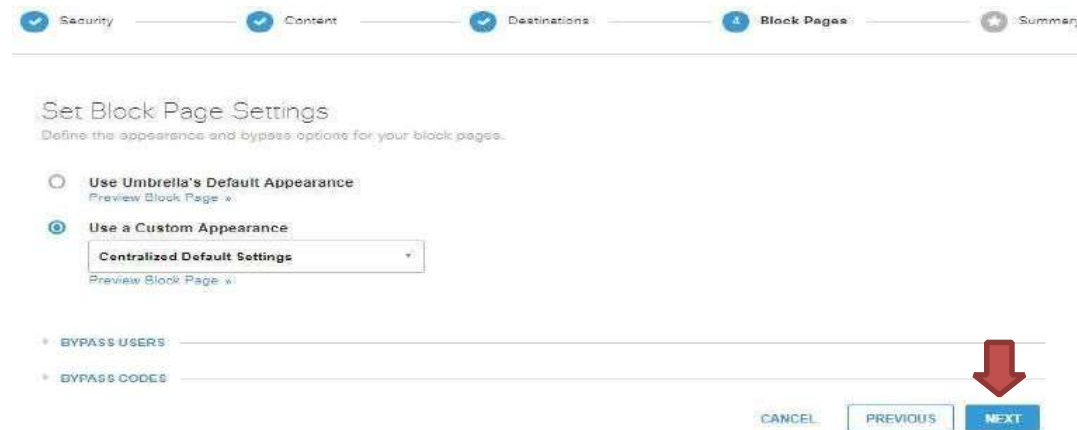 Security
Content
Destinations
4 Block Pages
Summary
Set Block Page Settings
Define the appearance and bypass options for your block pages.
Use Umbrella's Default Appearance
Preview Block Page »
Use a Custom Appearance
Centralized Default Settings
Preview Block Page »
BYPASS USERS
BYPASS CODES
CANCEL PREVIOUS NEXT